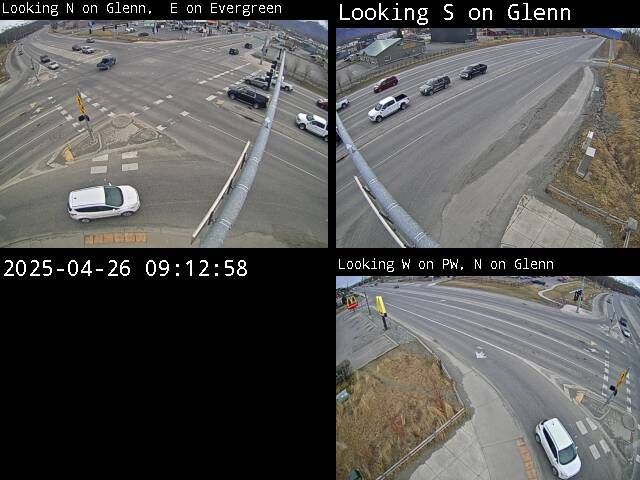 Looking N on Glenn,  E on Evergreen
Looking S on Glenn
2025-04-26 09:12:58
Looking W on PW, N on Glenn